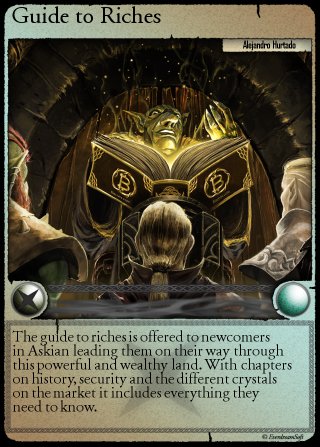 Guide to Riches
Alejandro Hurtado
The guide to riches is offered to newcomers
in Askian leading them on their way through
this powerful and wealthy land. With chapters
on history, security and the different crystals
on the market it includes everything they
need to know.
© EverdreamSoft